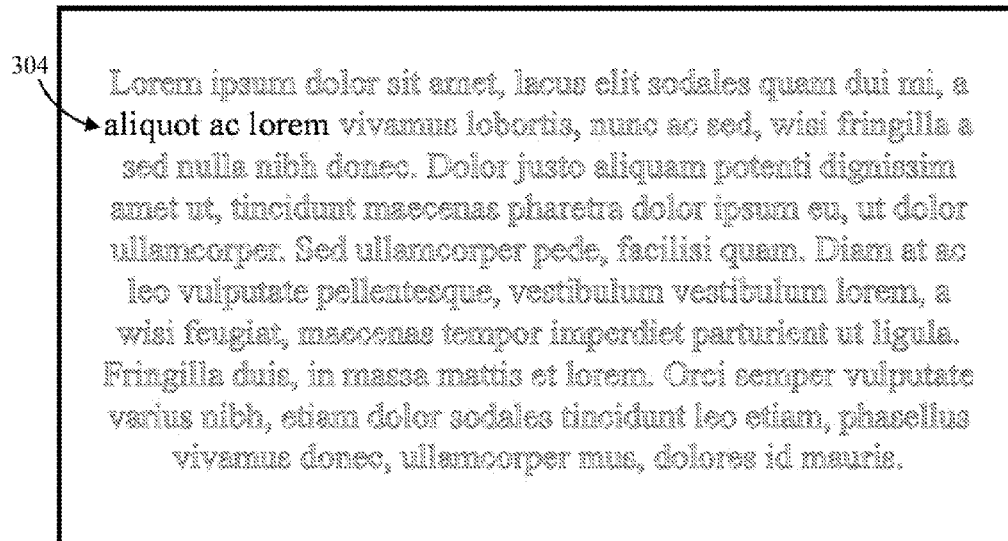 304
Lorem ipsum dolor sit amet, lacus elit sodales quam dui mi, a
aliquot ac lorem vivamus lobortis, nunc ac sed, wisi fringilla a
sed nulla nibh donec. Dolor justo aliquam potenti dignissim
amet ut, tincidunt maecenas pharetra dolor ipsum eu, ut dolor
ullamcorper. Sed ullamcorper pede, facilisi quam. Diam at ac
leo vulputate pellentesque, vestibulum vestibulum lorem, a
wisi feugiat, maecenas tempor imperdiet parturient ut ligula.
Fringilla duis, in massa mattis et lorem. Orci semper vulputate
varius nibh, etiam dolor sodales tincidunt leo etiam, phasellus
vivamus donec, ullamcorper mus, dolores id mauris.